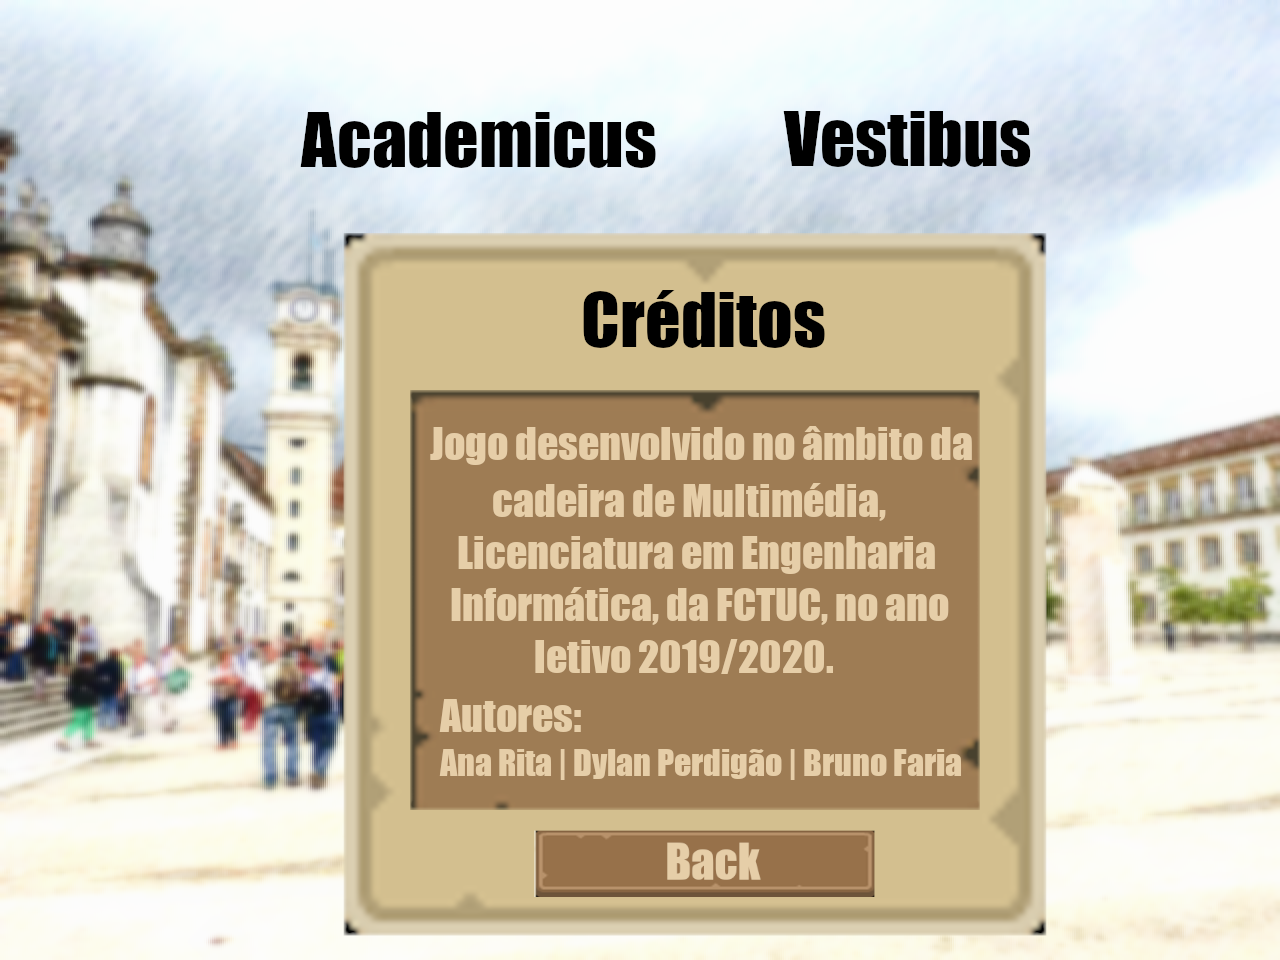 Academicus Vestibus
Créditos
Jogo desenvolvido no âmbito da
cadeira de Multimédia,
Licenciatura em Engenharia
Informática, da FCTUC, no ano
letivo 2019/2020.
Autores:
Ana Rita | Dylan Perdigão | Bruno Faria
Back